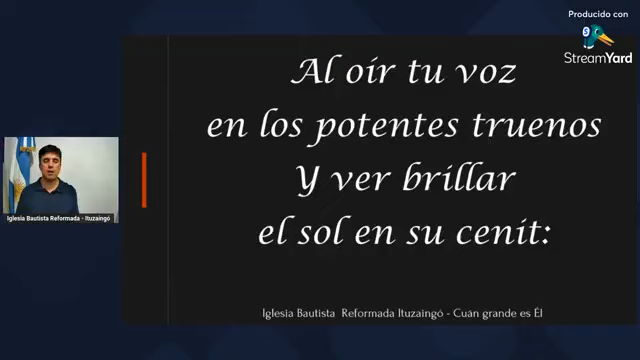 Producido con
StreamYard
Al oír tu voz
en los potentes truenos
Y ver brillar
el sol en su cenit:
Iglesia Bautista Reformada - Ituzaingó
Iglesia Bautista Reformada Ituzaingó - Cuán grande es Él